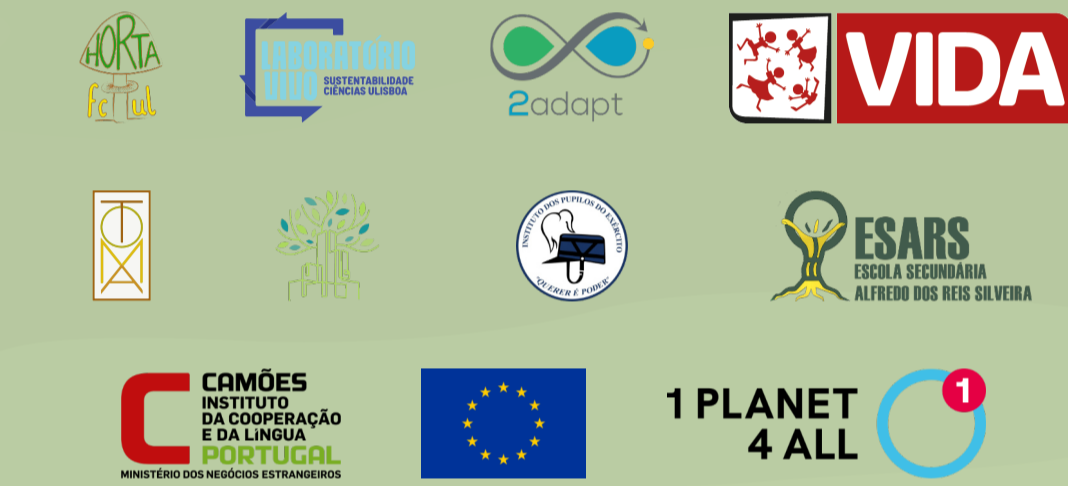 HORTA
fc ul
LABORATÓRIO
VIVO
SUSTENTABILIDADE
CIÊNCIAS ULISBOA
2adapt
VIDA
TOMA
INSTITUTO DOS PUPILOS DO EXÉRCITO
"QUERER É PODER"
ESARS
ESCOLA SECUNDÁRIA
ALFREDO DOS REIS SILVEIRA
CAMÕES
INSTITUTO
DA COOPERAÇÃO
E DA LÍNGUA
PORTUGAL
MINISTÉRIO DOS NEGÓCIOS ESTRANGEIROS
1 PLANET
4 ALL
1